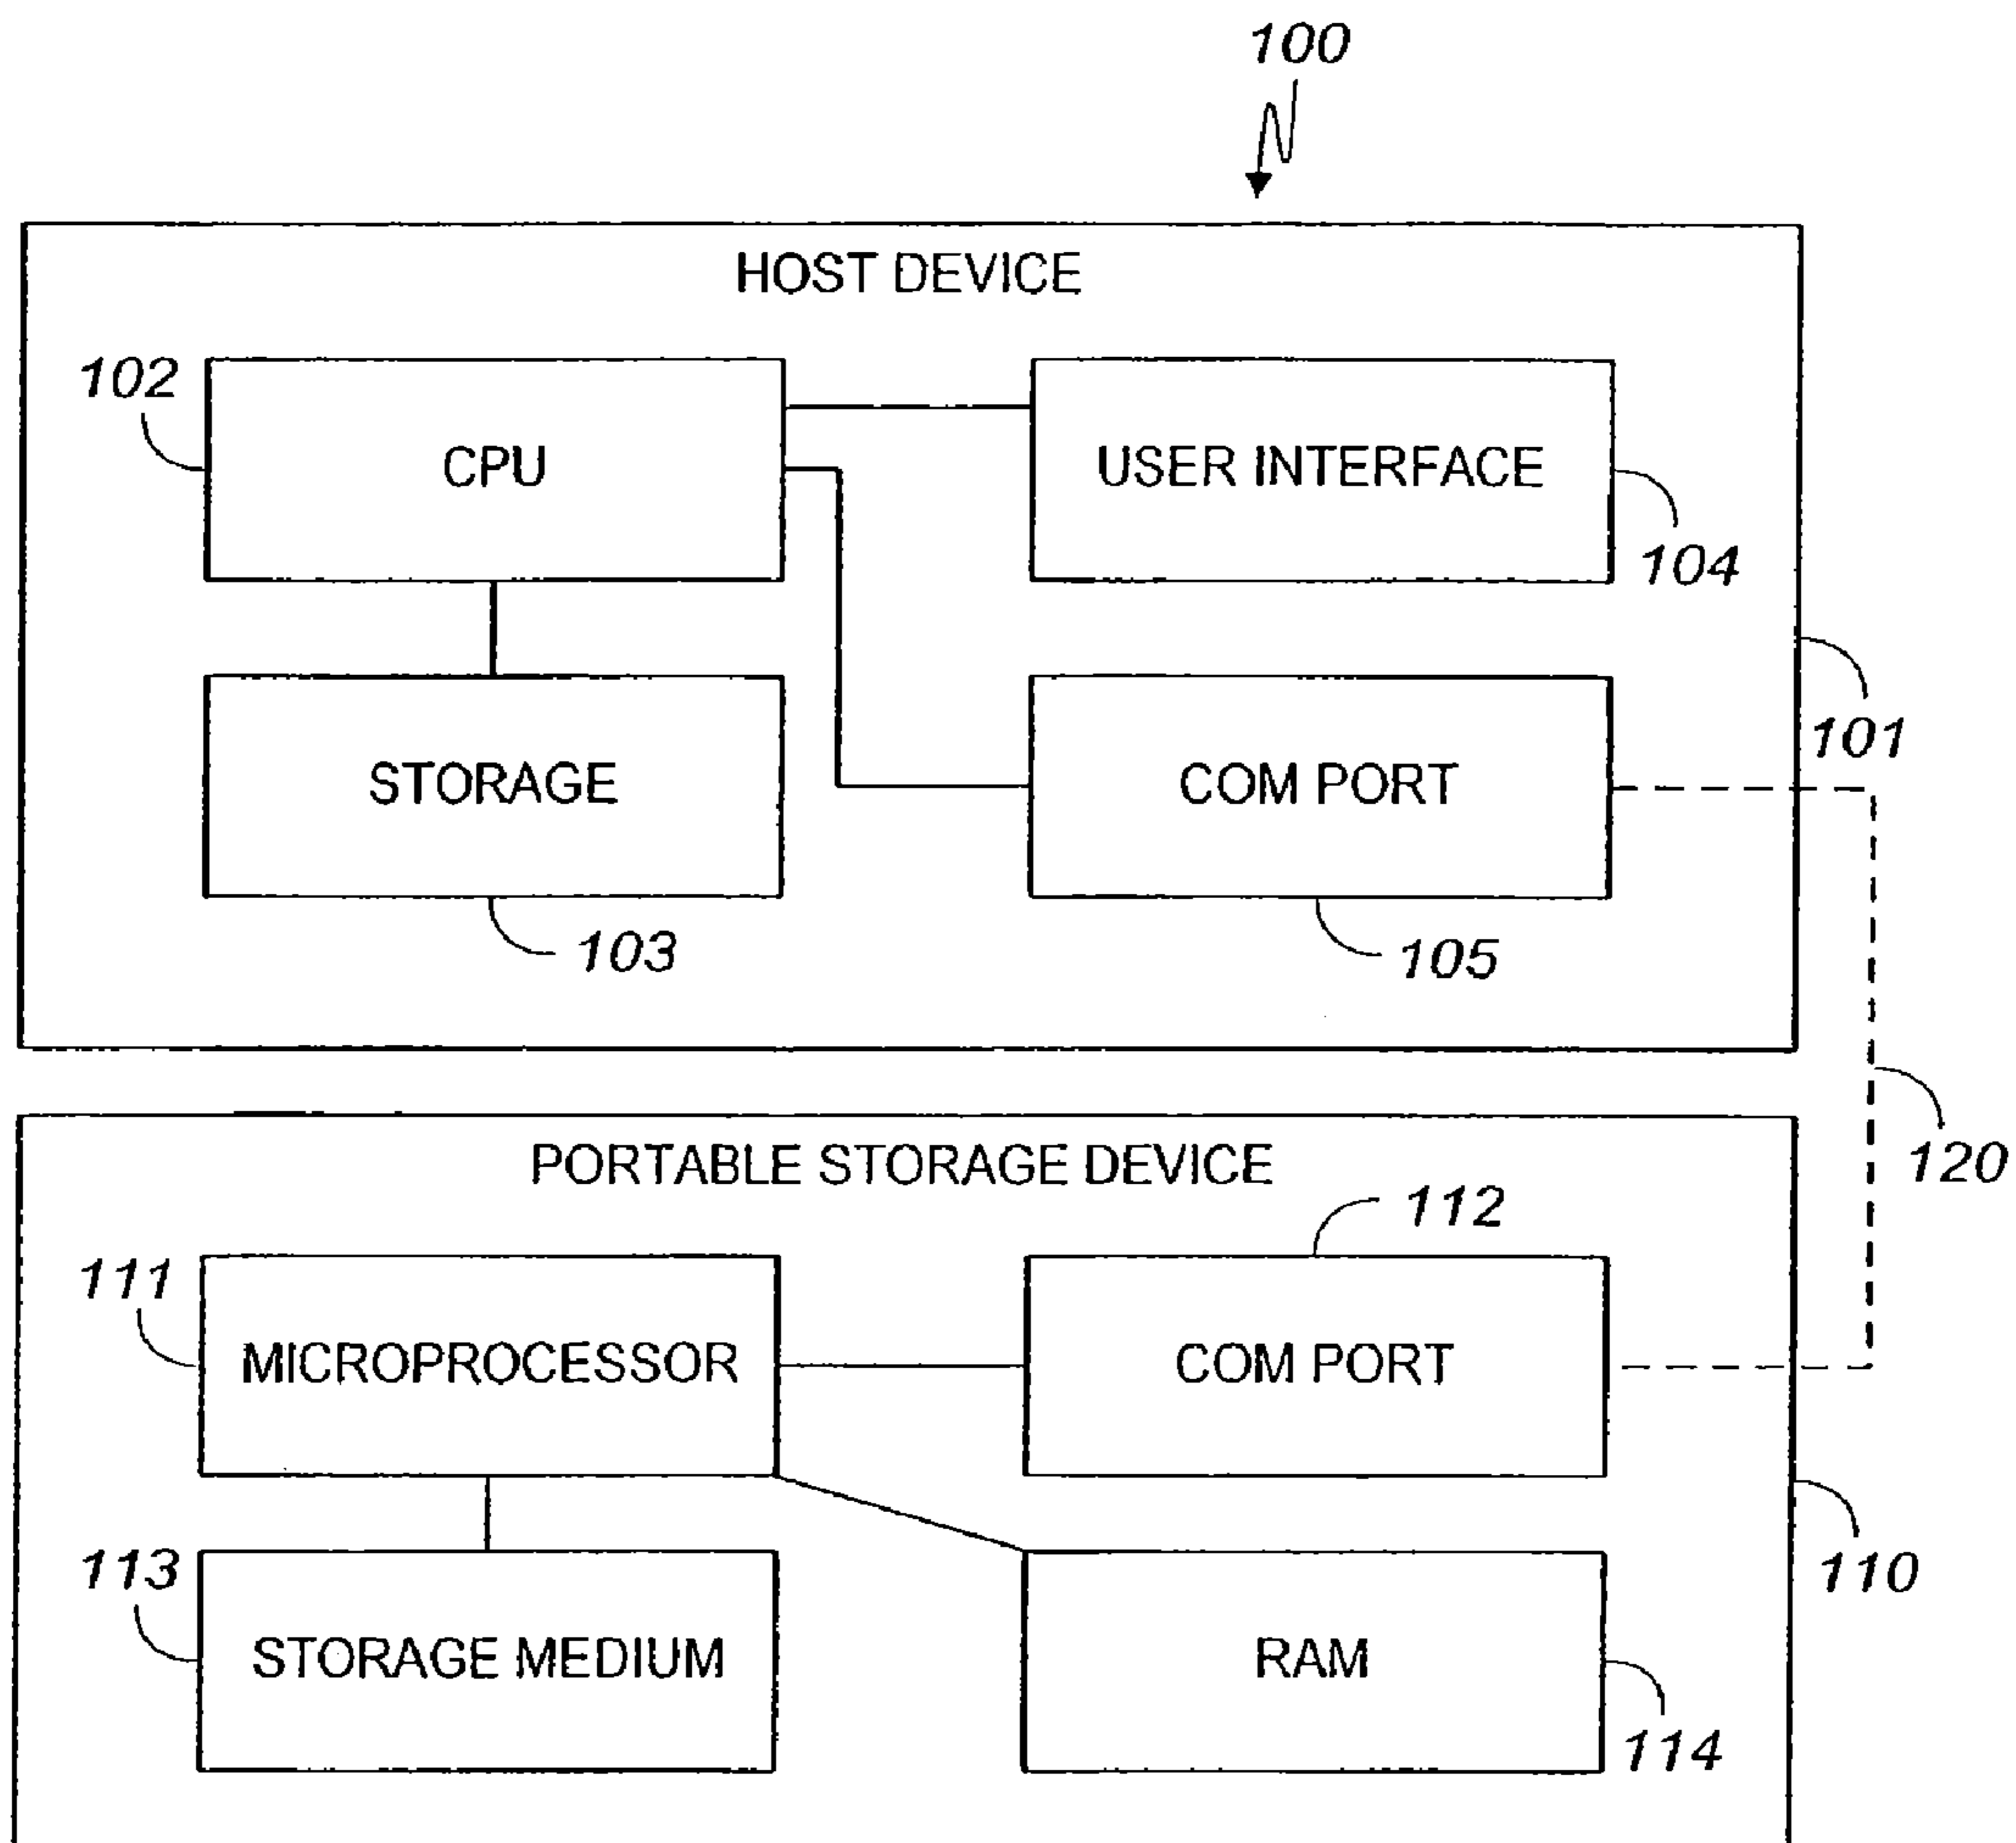 100
HOST DEVICE
102
CPU
USER INTERFACE
104
STORAGE
COM PORT
101
103
105
120
PORTABLE STORAGE DEVICE
112
111
MICROPROCESSOR
COM PORT
110
113
STORAGE MEDIUM
RAM
114